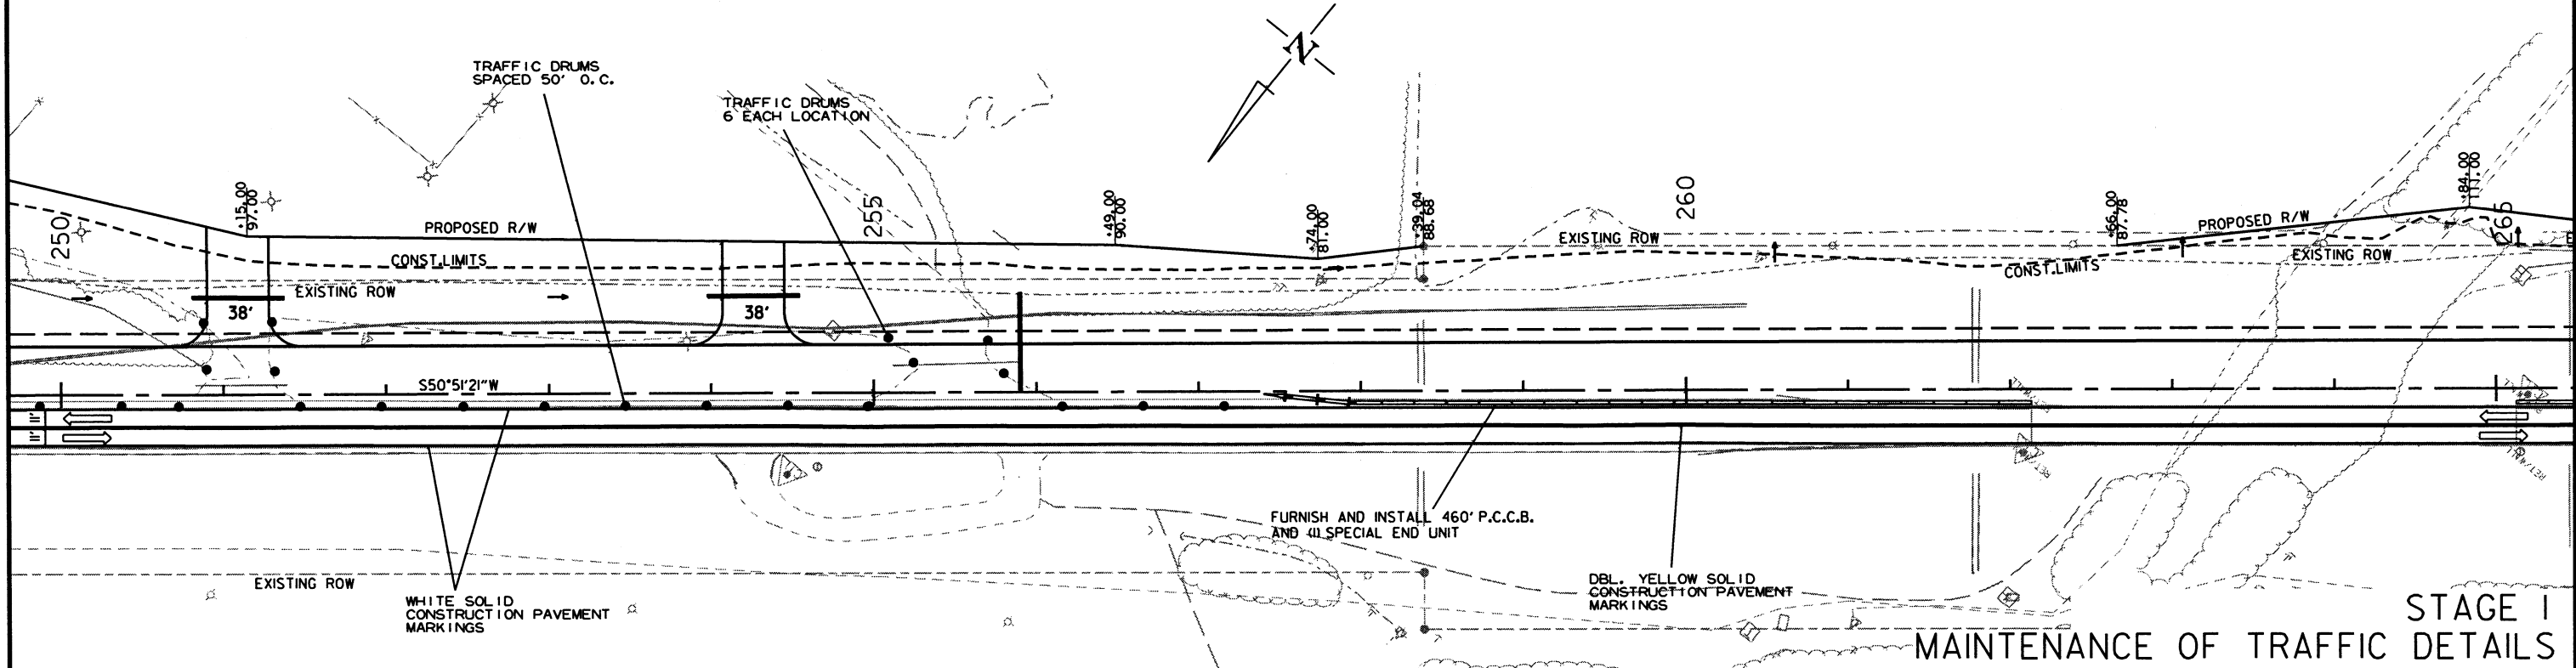 N
TRAFFIC DRUMS
SPACED 50' O.C.
TRAFFIC DRUMS
6 EACH LOCATION
+15.00
97.00
+49.00
90.00
+74.00
81.00
+39.04
88.68
+66.00
87.78
+84.00
111.00
250
255
260
265
PROPOSED R/W
PROPOSED R/W
CONST.LIMITS
CONST.LIMITS
EXISTING ROW
EXISTING ROW
EXISTING ROW
38'
38'
S50°51'21"W
11'
11'
FURNISH AND INSTALL 460' P.C.C.B.
AND (1) SPECIAL END UNIT
EXISTING ROW
WHITE SOLID
CONSTRUCTION PAVEMENT
MARKINGS
DBL. YELLOW SOLID
CONSTRUCTION PAVEMENT
MARKINGS
STAGE 1
MAINTENANCE OF TRAFFIC DETAILS